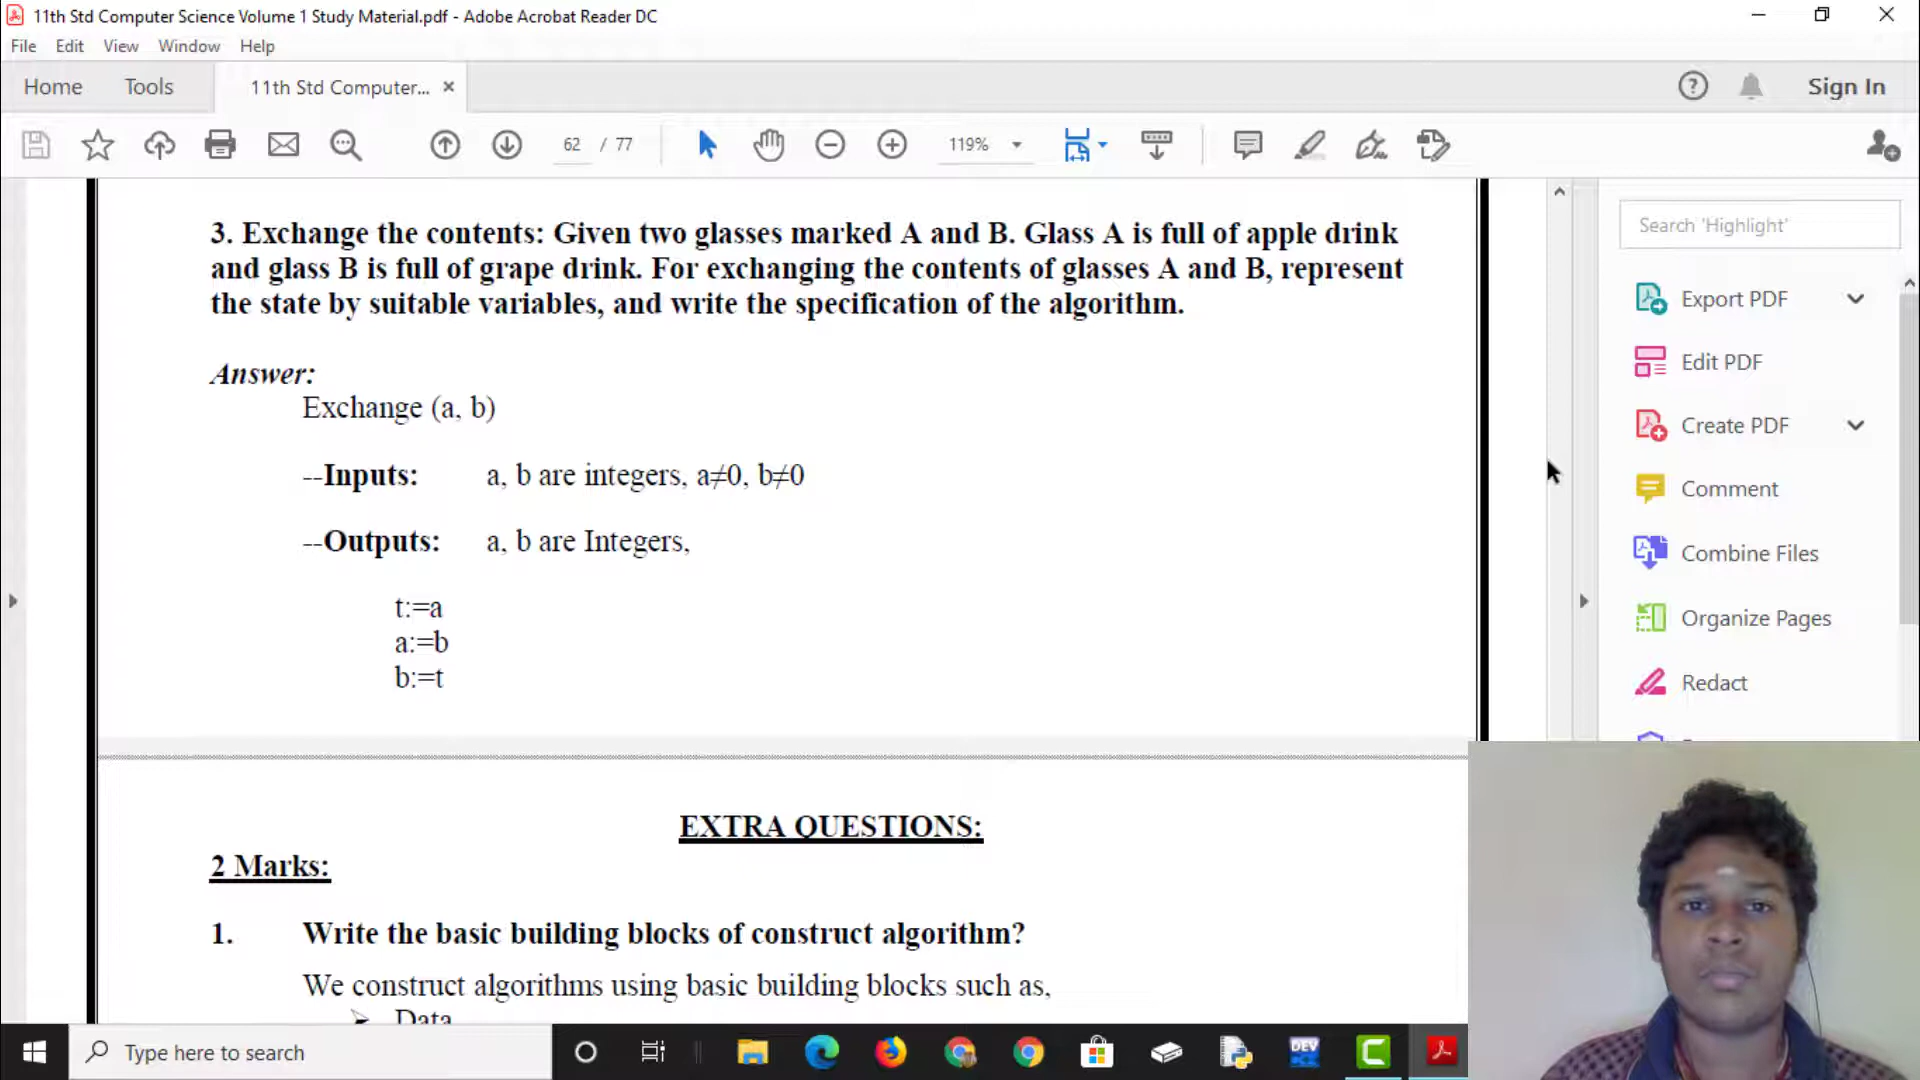 11th Std Computer Science Volume 1 Study Material.pdf - Adobe Acrobat Reader DC
File Edit View Window Help
Home Tools 11th Std Computer... Sign In
62 / 77 119%
3. Exchange the contents: Given two glasses marked A and B. Glass A is full of apple drink
and glass B is full of grape drink. For exchanging the contents of glasses A and B, represent
the state by suitable variables, and write the specification of the algorithm.
Answer:
Exchange (a, b)
--Inputs: a, b are integers, a≠0, b≠0
--Outputs: a, b are Integers,
t:=a
a:=b
b:=t
EXTRA QUESTIONS:
2 Marks:
1. Write the basic building blocks of construct algorithm?
We construct algorithms using basic building blocks such as,
➢ Data
Search 'Highlight'
Export PDF
Edit PDF
Create PDF
Comment
Combine Files
Organize Pages
Redact
Type here to search
DEV